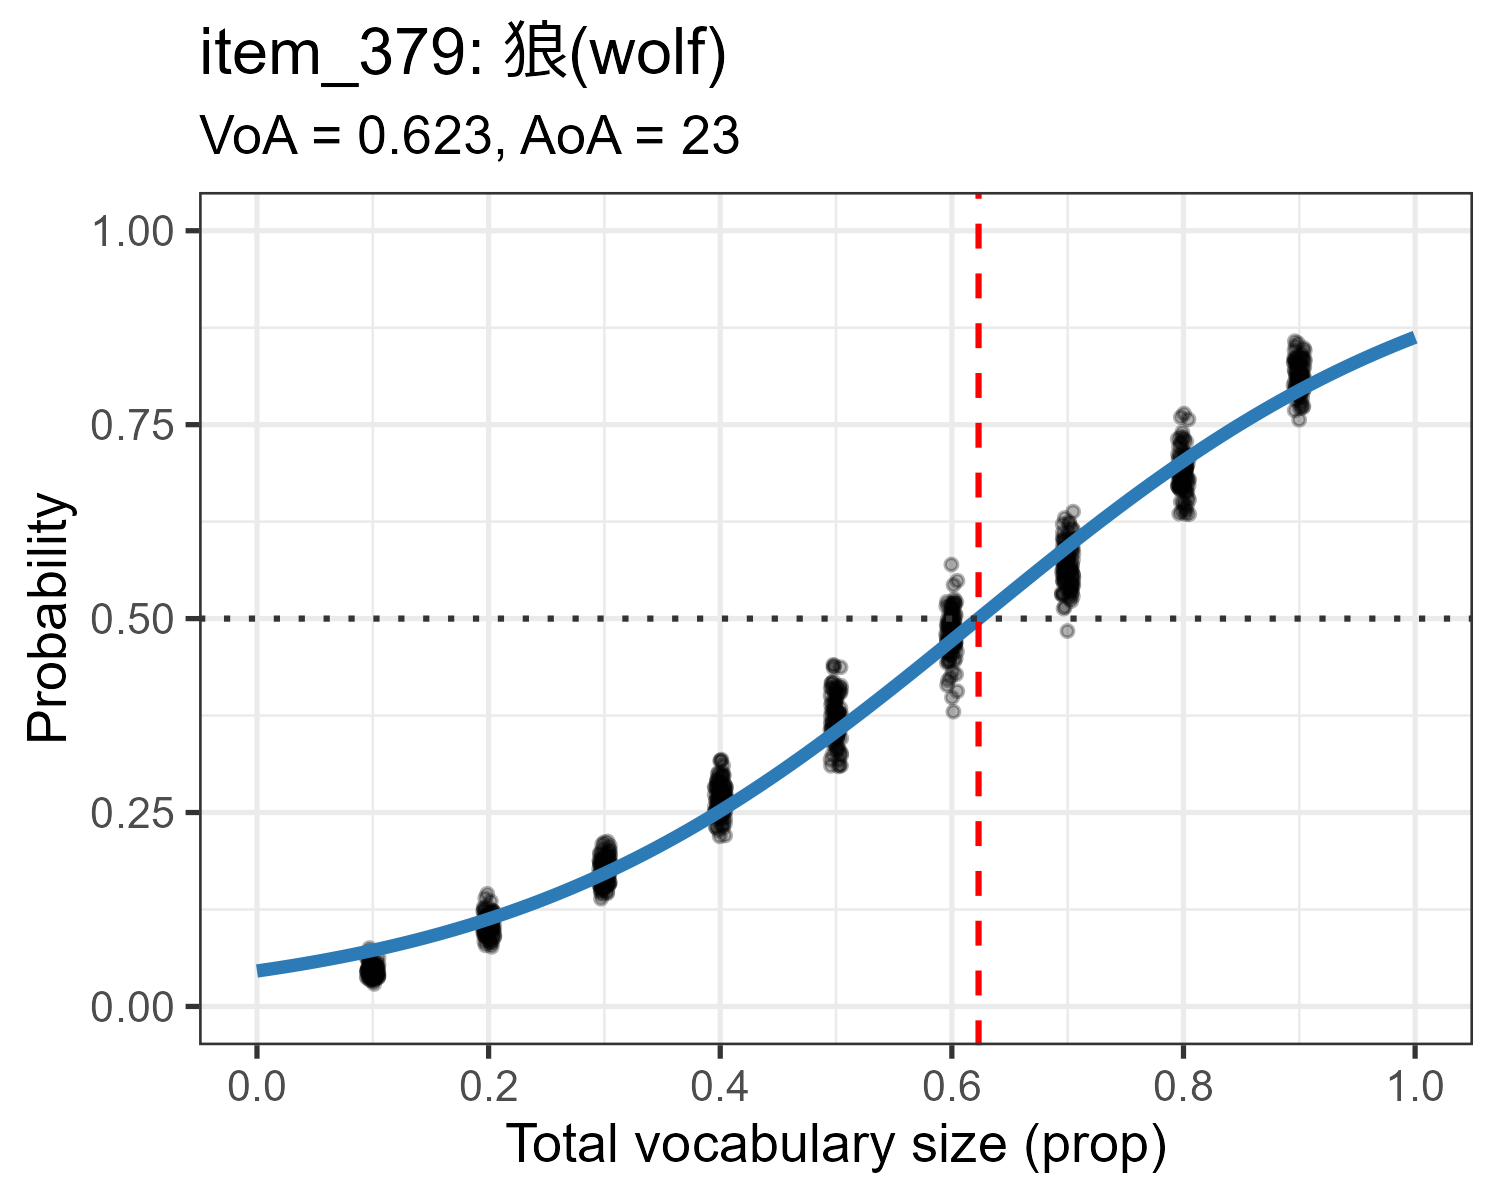 item_379: 狼(wolf)
VoA = 0.623, AoA = 23
1.00
0.75
0.50
0.25
0.00
Probability
0.0 0.2 0.4 0.6 0.8 1.0
Total vocabulary size (prop)